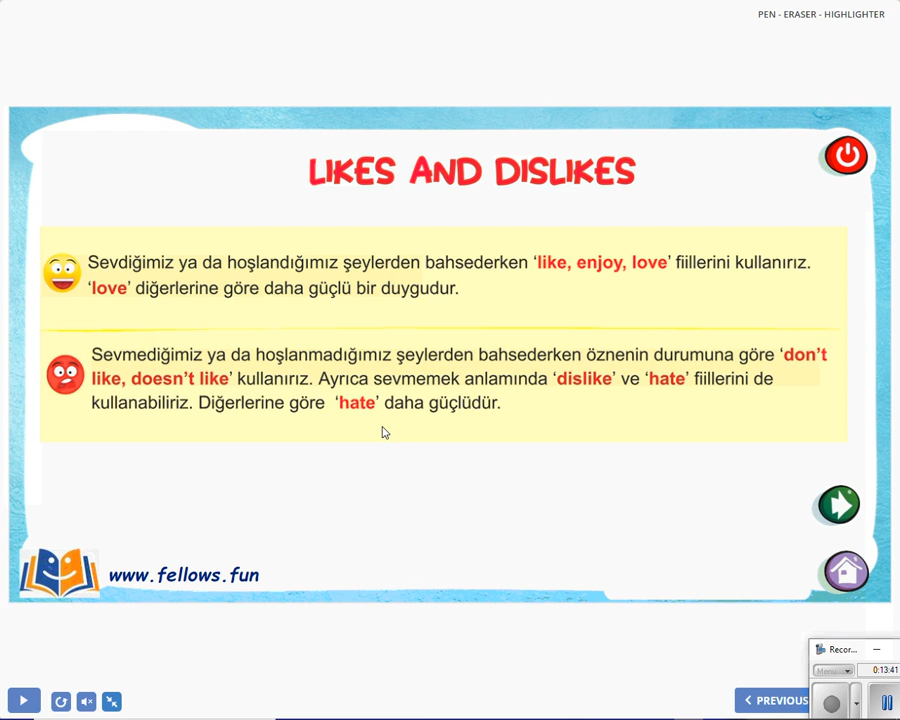 PEN - ERASER - HIGHLIGHTER
LIKES AND DISLIKES
Sevdiğimiz ya da hoşlandığımız şeylerden bahsederken ‘like, enjoy, love’ fiillerini kullanırız.
‘love’ diğerlerine göre daha güçlü bir duygudur.
Sevmediğimiz ya da hoşlanmadığımız şeylerden bahsederken öznenin durumuna göre ‘don’t
like, doesn’t like’ kullanırız. Ayrıca sevmemek anlamında ‘dislike’ ve ‘hate’ fiillerini de
kullanabiliriz. Diğerlerine göre ‘hate’ daha güçlüdür.
www.fellows.fun
Recor...
0:13:41
PREVIOUS